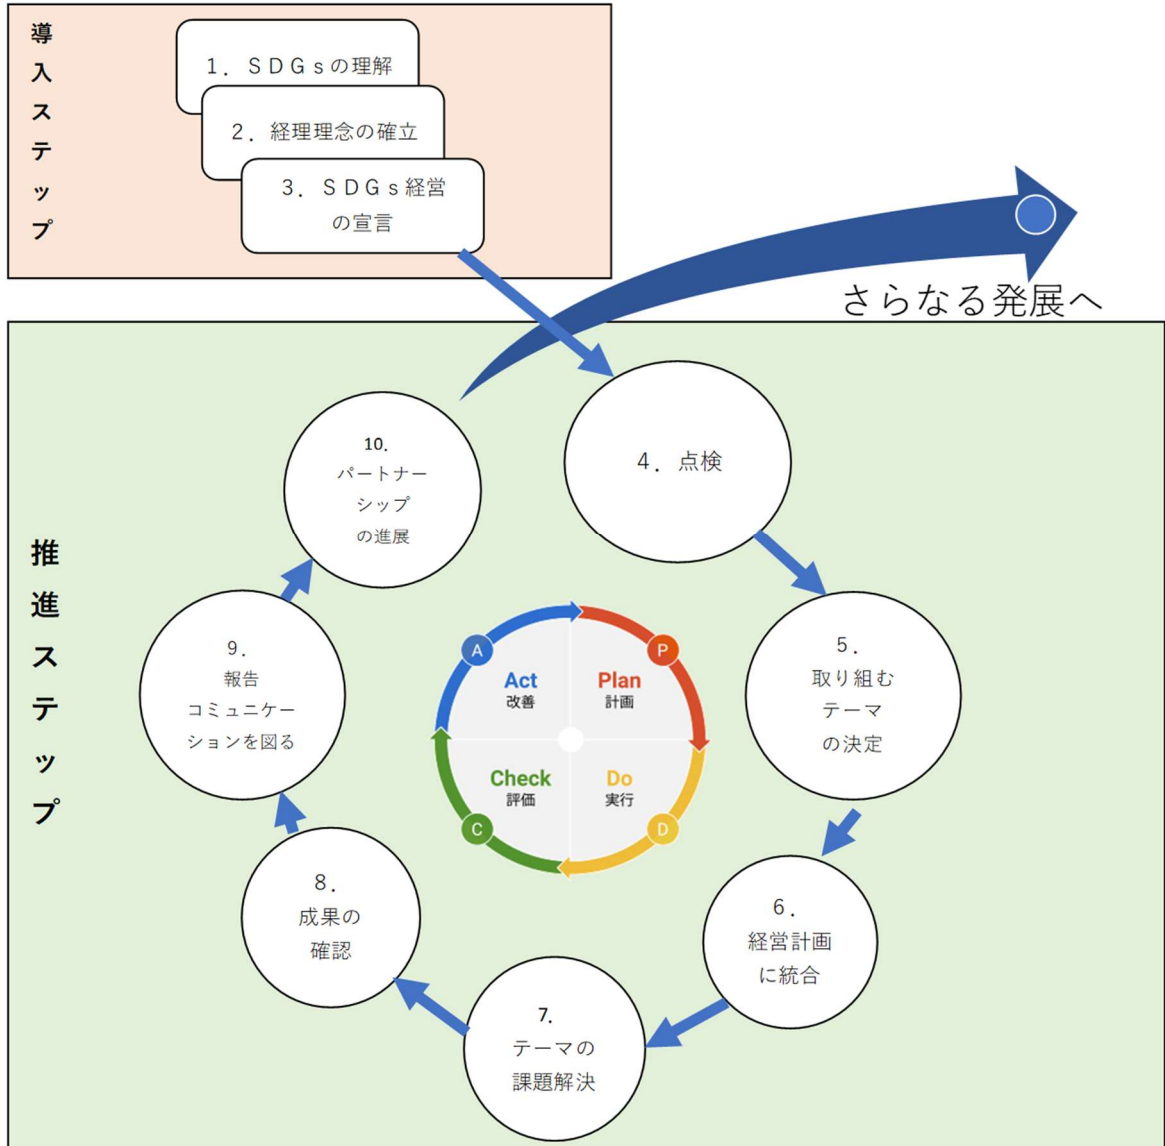 導入ステップ
1．ＳＤＧｓの理解
2．経理理念の確立
3．ＳＤＧｓ経営
の宣言
さらなる発展へ
推進ステップ
4．点検
5．
取り組む
テーマ
の決定
6．
経営計画
に統合
7.
テーマの
課題解決
8．
成果の
確認
9．
報告
コミュニケー
ションを図る
10.
パートナー
シップ
の進展
A
Act
改善
P
Plan
計画
C
Check
評価
D
Do
実行